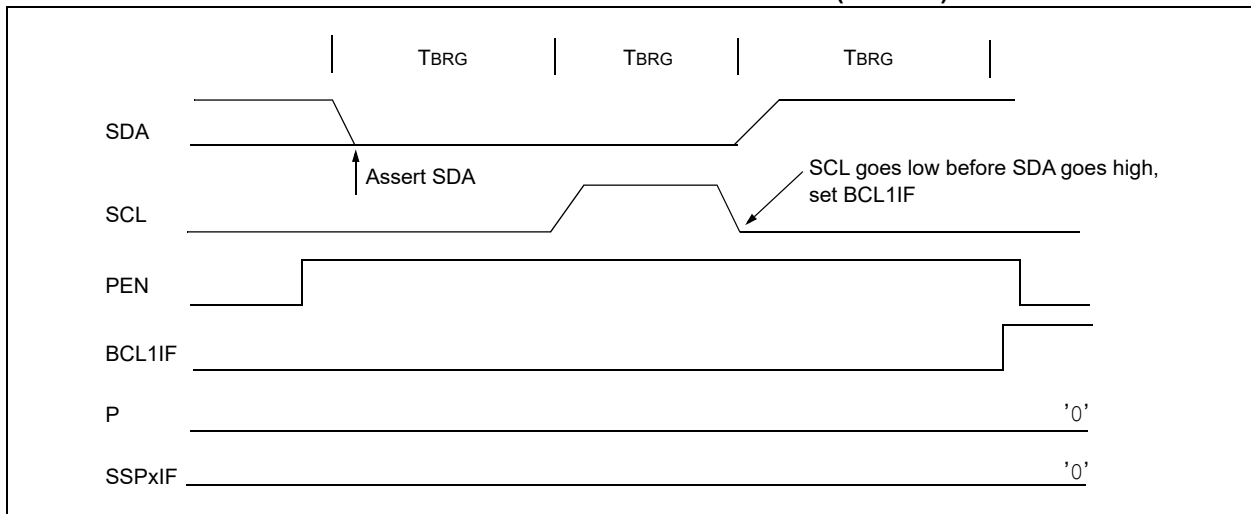 TBRG TBRG TBRG
SDA
Assert SDA
SCL goes low before SDA goes high,
set BCL1IF
SCL
PEN
BCL1IF
P '0'
SSPxIF '0'